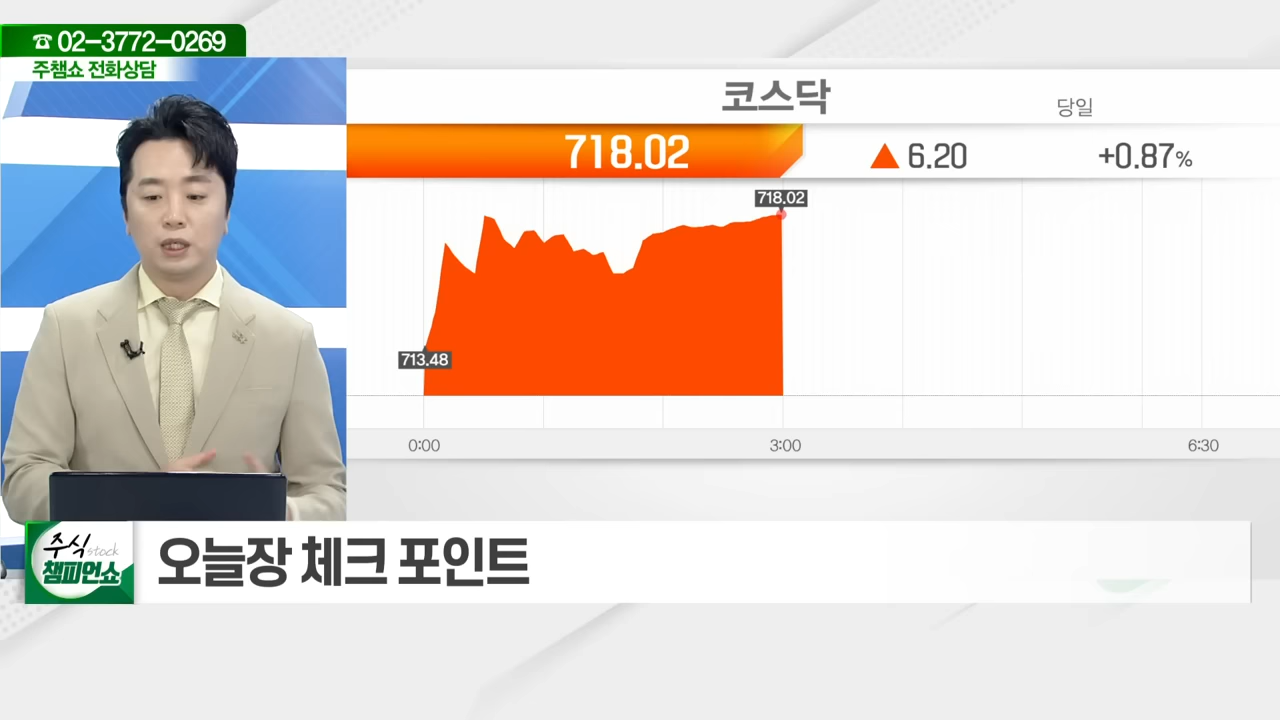 ☎ 02-3772-0269
주챔쇼 전화상담
코스닥
당일
718.02
▲ 6.20
+0.87%
718.02
713.48
0:00
3:00
6:30
주식 stock
챔피언쇼
오늘장 체크 포인트